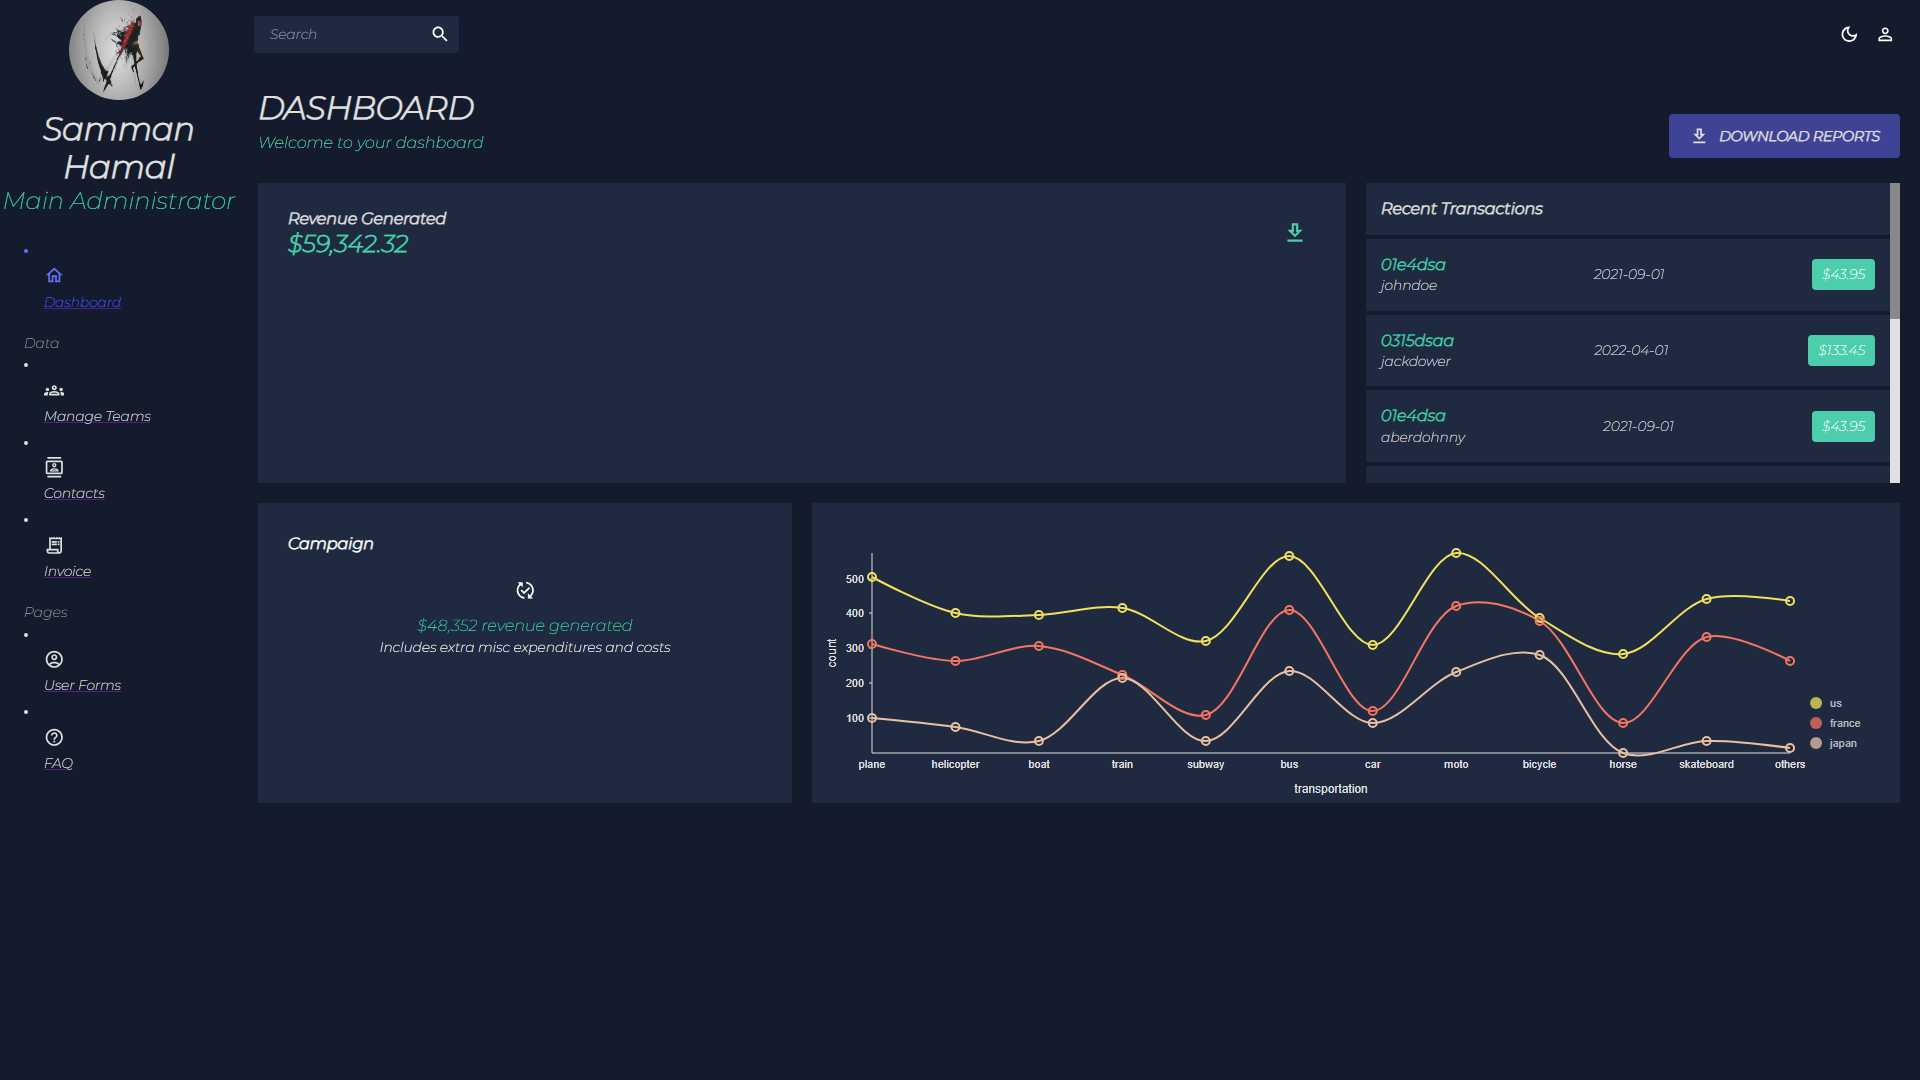 Samman
Hamal
Main Administrator
Dashboard
Data
Manage Teams
Contacts
Invoice
Pages
User Forms
FAQ
Search
DASHBOARD
Welcome to your dashboard
DOWNLOAD REPORTS
Revenue Generated
$59,342.32
Recent Transactions
01e4dsa
johndoe
2021-09-01
$43.95
0315dsaa
jackdower
2022-04-01
$133.45
01e4dsa
aberdohnny
2021-09-01
$43.95
Campaign
$48,352 revenue generated
Includes extra misc expenditures and costs
500
400
300
200
100
count
plane helicopter boat train subway bus car moto bicycle horse skateboard others
transportation
us
france
japan